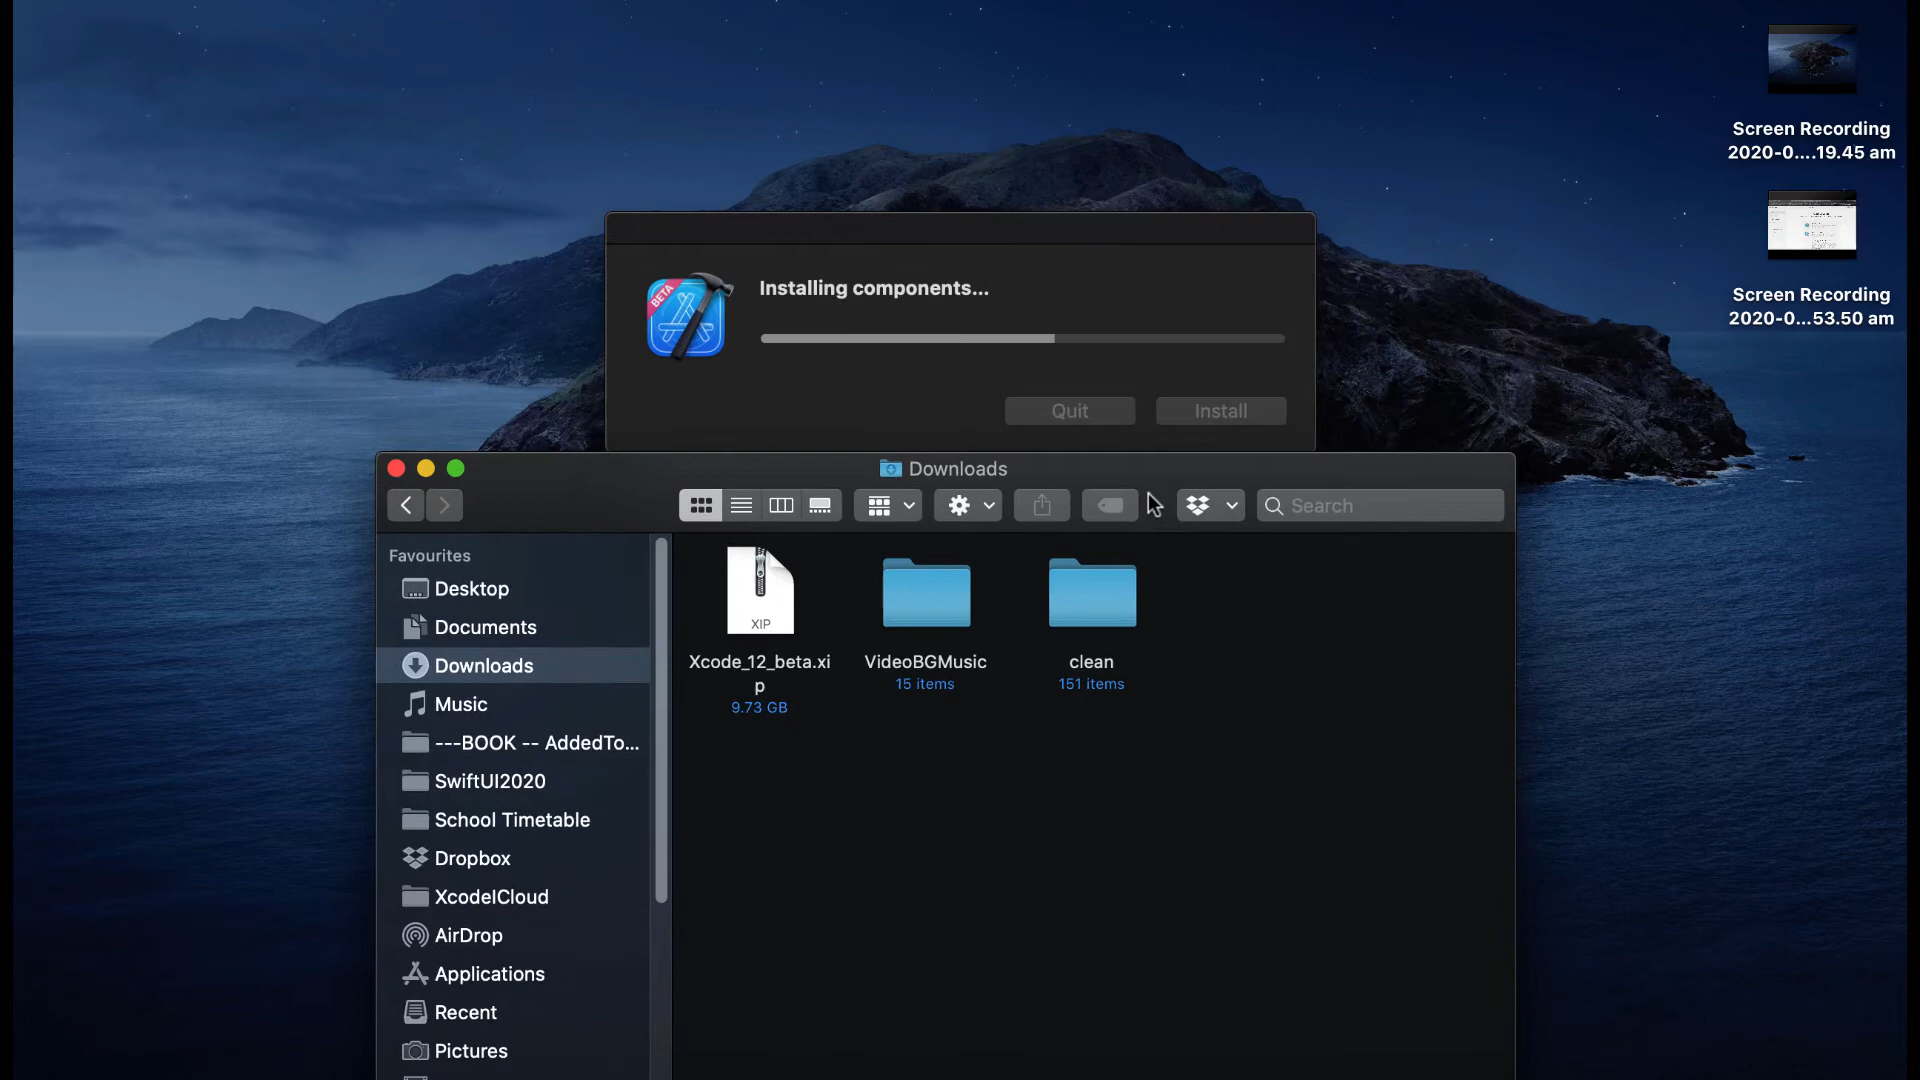 Screen Recording
2020-0....19.45 am
Screen Recording
2020-0...53.50 am
BETA
Installing components...
Quit
Install
Downloads
Search
Favourites
Desktop
Documents
Downloads
Music
---BOOK -- AddedTo...
SwiftUI2020
School Timetable
Dropbox
XcodeICloud
AirDrop
Applications
Recent
Pictures
XIP
Xcode_12_beta.xi
p
9.73 GB
VideoBGMusic
15 items
clean
151 items